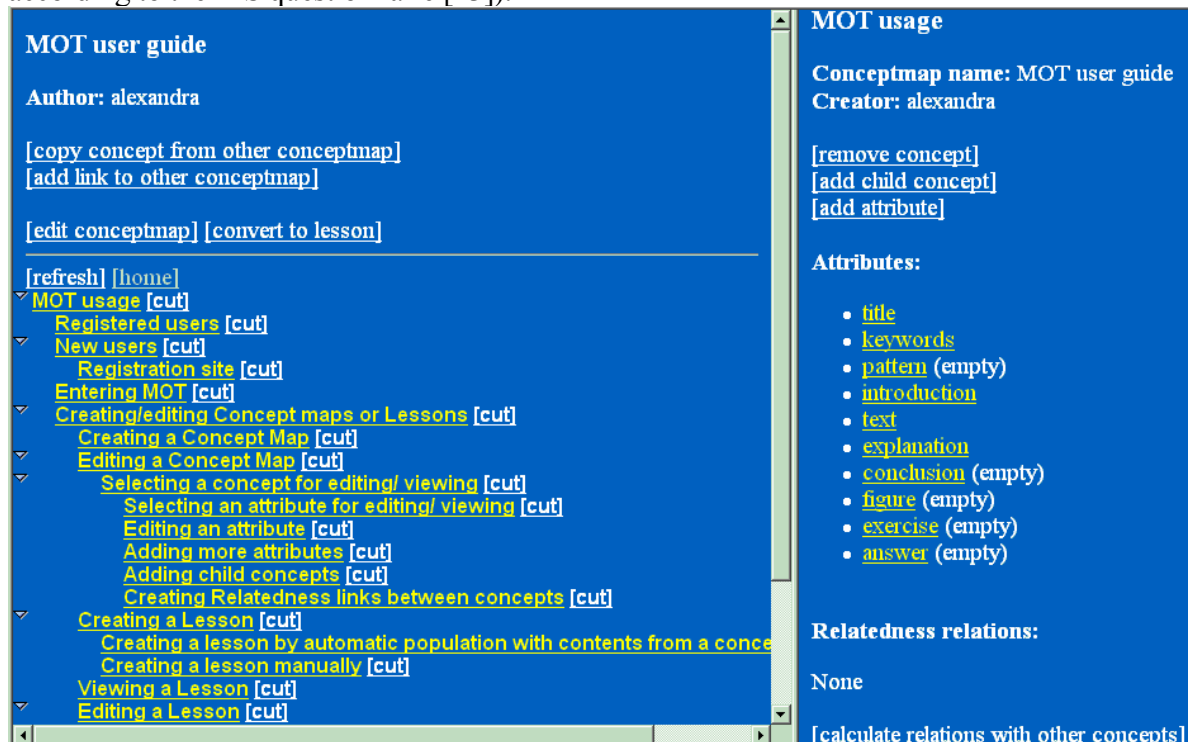 MOT user guide
Author: alexandra
[copy concept from other conceptmap]
[add link to other conceptmap]
[edit conceptmap] [convert to lesson]
[refresh] [home]
MOT usage [cut]
Registered users [cut]
New users [cut]
Registration site [cut]
Entering MOT [cut]
Creating/editing Concept maps or Lessons [cut]
Creating a Concept Map [cut]
Editing a Concept Map [cut]
Selecting a concept for editing/ viewing [cut]
Selecting an attribute for editing/ viewing [cut]
Editing an attribute [cut]
Adding more attributes [cut]
Adding child concepts [cut]
Creating Relatedness links between concepts [cut]
Creating a Lesson [cut]
Creating a lesson by automatic population with contents from a conce
Creating a lesson manually [cut]
Viewing a Lesson [cut]
Editing a Lesson [cut]
MOT usage
Conceptmap name: MOT user guide
Creator: alexandra
[remove concept]
[add child concept]
[add attribute]
Attributes:
title
keywords
pattern (empty)
introduction
text
explanation
conclusion (empty)
figure (empty)
exercise (empty)
answer (empty)
Relatedness relations:
None
[calculate relations with other concepts]